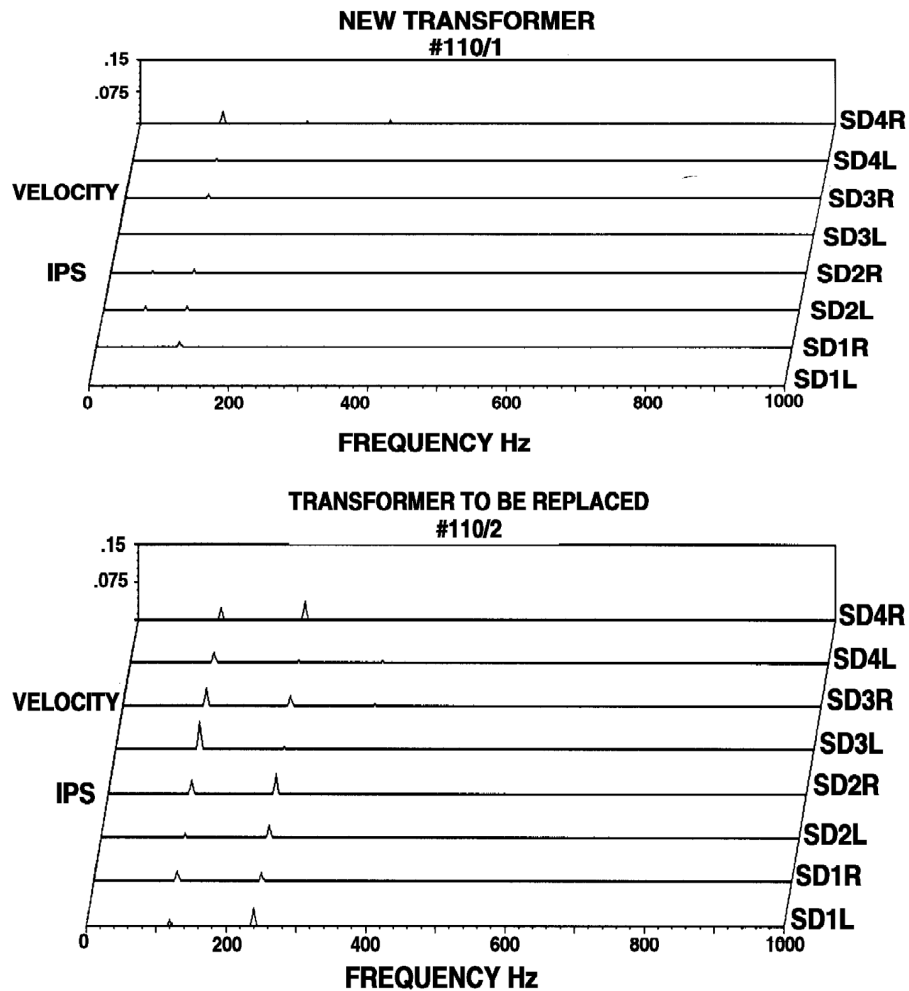 NEW TRANSFORMER
#110/1
.15
.075
SD4R
SD4L
VELOCITY
SD3R
SD3L
IPS
SD2R
SD2L
SD1R
SD1L
0 200 400 600 800 1000
FREQUENCY Hz
TRANSFORMER TO BE REPLACED
#110/2
.15
.075
SD4R
SD4L
VELOCITY
SD3R
SD3L
IPS
SD2R
SD2L
SD1R
SD1L
0 200 400 600 800 1000
FREQUENCY Hz